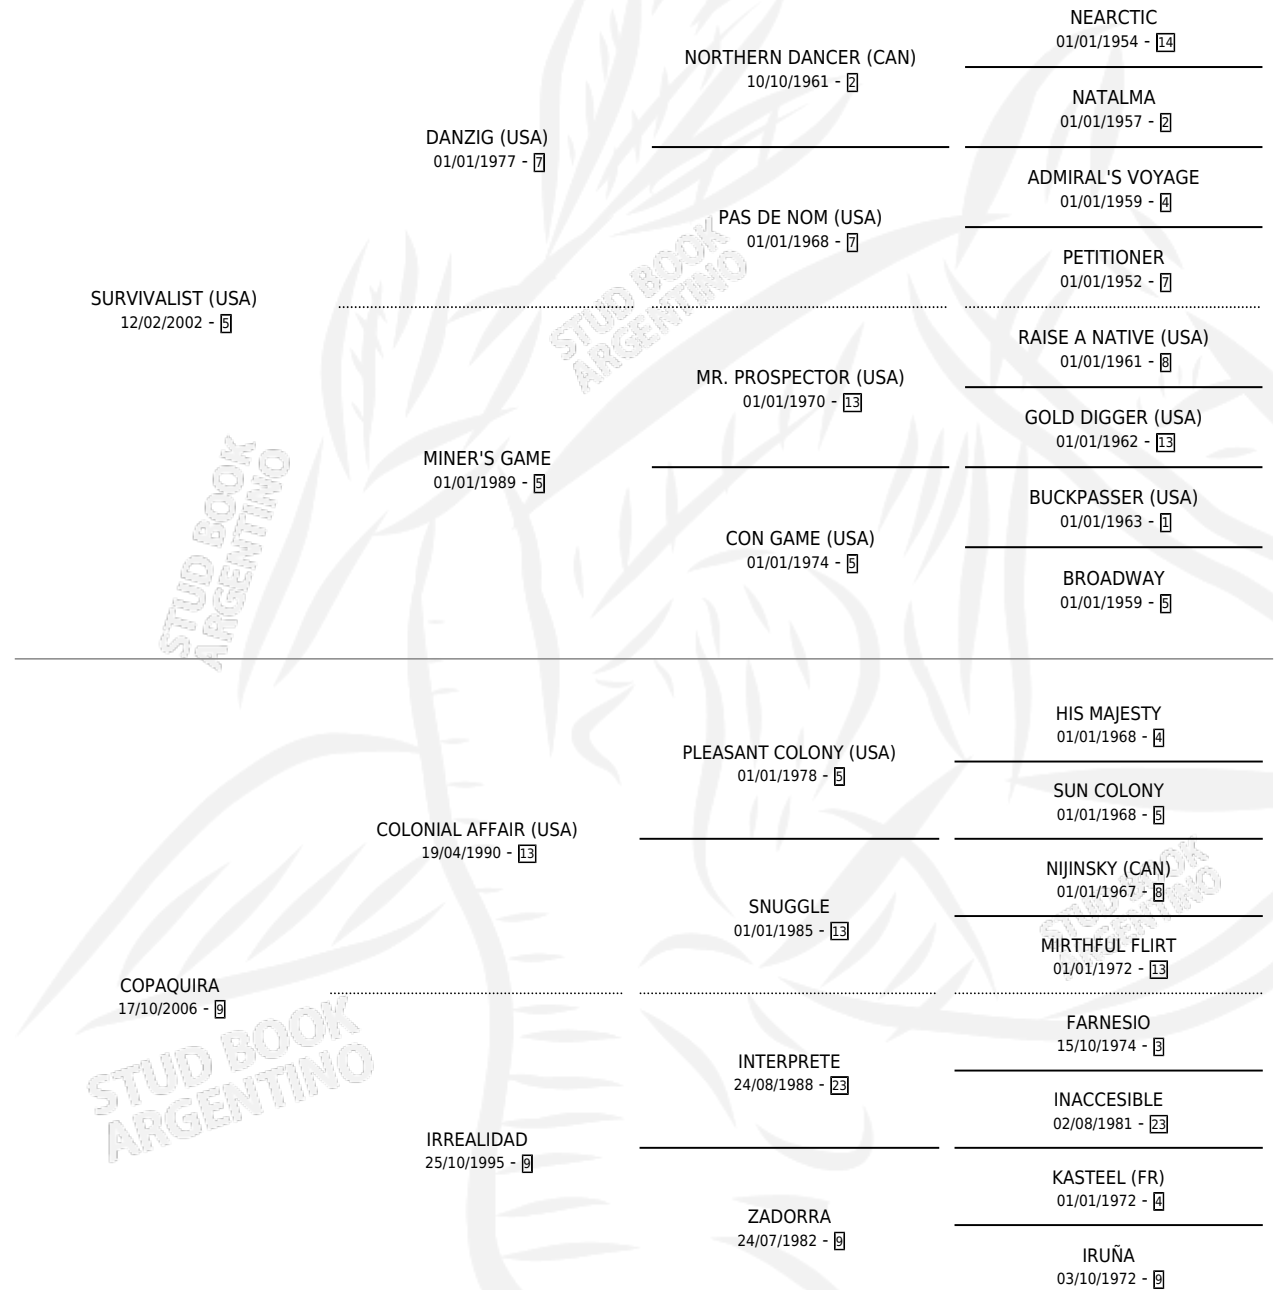 NEARCTIC
01/01/1954 - 14
NORTHERN DANCER (CAN)
10/10/1961 - 2
NATALMA
01/01/1957 - 2
DANZIG (USA)
01/01/1977 - 7
ADMIRAL'S VOYAGE
01/01/1959 - 4
PAS DE NOM (USA)
01/01/1968 - 7
PETITIONER
01/01/1952 - 7
SURVIVALIST (USA)
12/02/2002 - 5
STUD BOOK
ARGENTINO
RAISE A NATIVE (USA)
01/01/1961 - 8
MR. PROSPECTOR (USA)
01/01/1970 - 13
GOLD DIGGER (USA)
01/01/1962 - 13
MINER'S GAME
01/01/1989 - 5
BUCKPASSER (USA)
01/01/1963 - 1
CON GAME (USA)
01/01/1974 - 5
BROADWAY
01/01/1959 - 5
STUD BOOK
ARGENTINO
HIS MAJESTY
01/01/1968 - 4
PLEASANT COLONY (USA)
01/01/1978 - 5
SUN COLONY
01/01/1968 - 5
COLONIAL AFFAIR (USA)
19/04/1990 - 13
NIJINSKY (CAN)
01/01/1967 - 8
SNUGGLE
01/01/1985 - 13
MIRTHFUL FLIRT
01/01/1972 - 13
STUD BOOK
ARGENTINO
COPAQUIRA
17/10/2006 - 9
FARNESIO
15/10/1974 - 3
INTERPRETE
24/08/1988 - 23
INACCESIBLE
02/08/1981 - 23
STUD BOOK
ARGENTINO
IRREALIDAD
25/10/1995 - 9
KASTEEL (FR)
01/01/1972 - 4
ZADORRA
24/07/1982 - 9
IRUÑA
03/10/1972 - 9